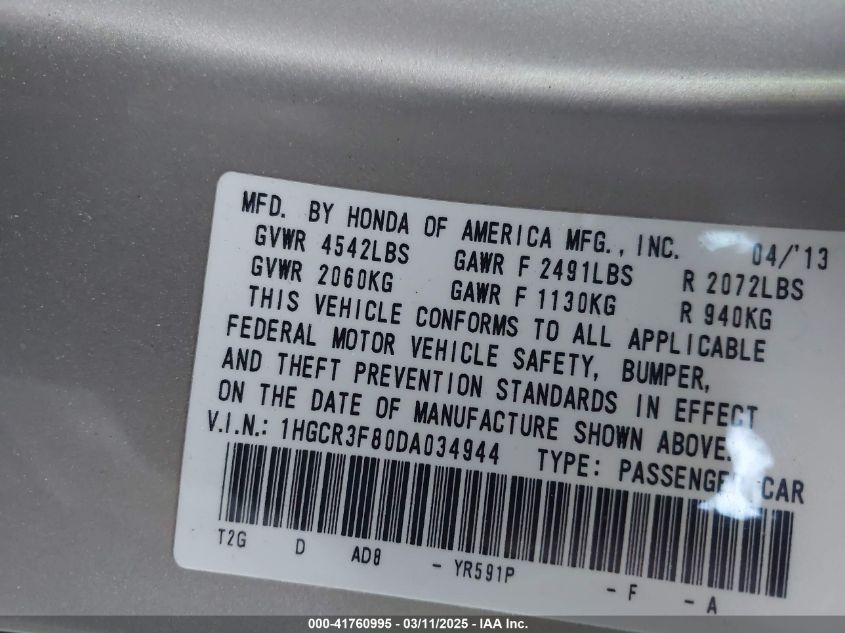 MFD. BY HONDA OF AMERICA MFG., INC. 04/'13
GVWR 4542LBS GAWR F 2491LBS R 2072LBS
GVWR 2060KG GAWR F 1130KG R 940KG
THIS VEHICLE CONFORMS TO ALL APPLICABLE
FEDERAL MOTOR VEHICLE SAFETY, BUMPER,
AND THEFT PREVENTION STANDARDS IN EFFECT
ON THE DATE OF MANUFACTURE SHOWN ABOVE.
V.I.N.: 1HGCR3F80DA034944 TYPE: PASSENGER CAR
T2G D AD8 - YR591P - F - A
000-41760995 - 03/11/2025 - IAA Inc.